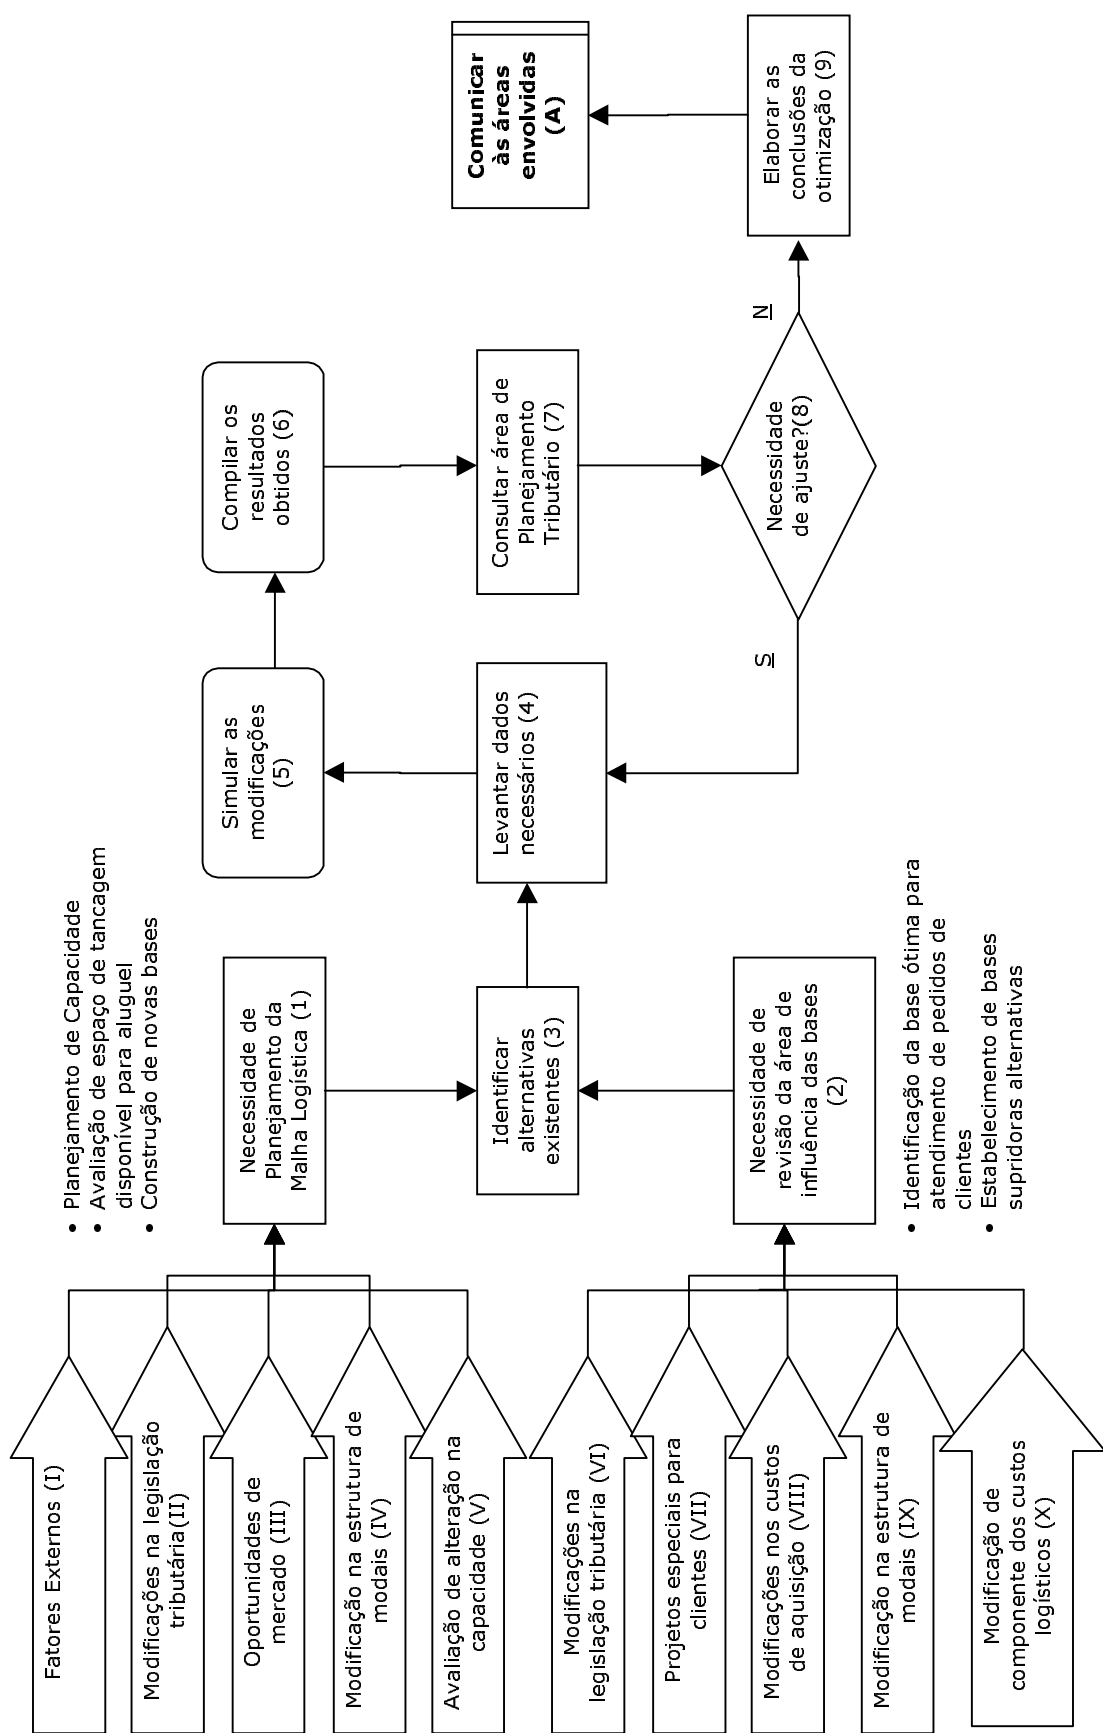 Fatores Externos (I)
Modificações na legislação
tributária(II)
Oportunidades de
mercado (III)
Modificação na estrutura de
modais (IV)
Avaliação de alteração na
capacidade (V)
Modificações na
legislação tributária (VI)
Projetos especiais para
clientes (VII)
Modificações nos custos
de aquisição (VIII)
Modificação na estrutura de
modais (IX)
Modificação de
componente dos custos
logísticos (X)
• Planejamento de Capacidade
• Avaliação de espaço de tancagem
disponível para aluguel
• Construção de novas bases
Necessidade de
Planejamento da
Malha Logística (1)
Identificar
alternativas
existentes (3)
Necessidade de
revisão da área de
influência das bases
(2)
• Identificação da base ótima para
atendimento de pedidos de
clientes
• Estabelecimento de bases
supridoras alternativas
Simular as
modificações
(5)
Levantar dados
necessários (4)
S
Compilar os
resultados
obtidos (6)
Consultar área de
Planejamento
Tributário (7)
Necessidade
de ajuste?(8)
N
Comunicar
às áreas
envolvidas
(A)
Elaborar as
conclusões da
otimização (9)